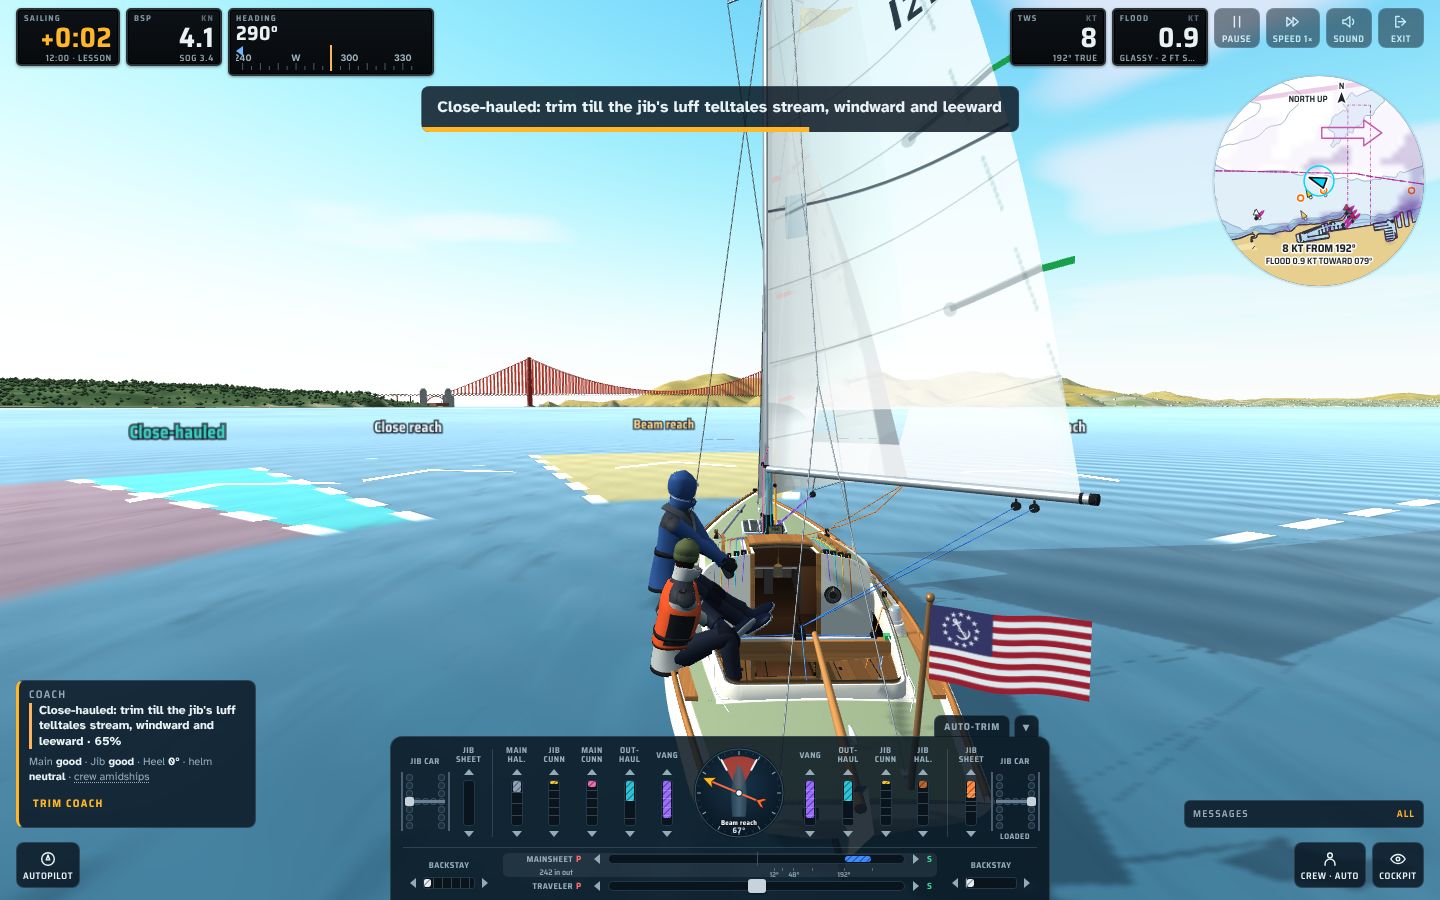 SAILING
+0:02
12:00 · LESSON
BSP KN
4.1
SOG 3.4
HEADING
290°
240 W 300 330
TWS KT
8
192° TRUE
FLOOD KT
0.9
GLASSY · 2 FT S...
PAUSE
SPEED 1×
SOUND
EXIT
Close-hauled: trim till the jib's luff telltales stream, windward and leeward
N
NORTH UP
8 KT FROM 192°
FLOOD 0.9 KT TOWARD 079°
Close-hauled
Close reach
Beam reach
ch
COACH
Close-hauled: trim till the jib's luff
telltales stream, windward and
leeward · 65%
Main good · Jib good · Heel 0° · helm
neutral · crew amidships
TRIM COACH
AUTOPILOT
AUTO-TRIM ▼
JIB CAR
JIB SHEET
MAIN HAL.
JIB CUNN
MAIN CUNN
OUT-HAUL
VANG
Beam reach
67°
VANG
OUT-HAUL
JIB CUNN
JIB HAL.
JIB SHEET
JIB CAR
LOADED
BACKSTAY
MAINSHEET P S
242 in out
12° 48° 192°
TRAVELER P S
BACKSTAY
MESSAGES ALL
CREW · AUTO
COCKPIT